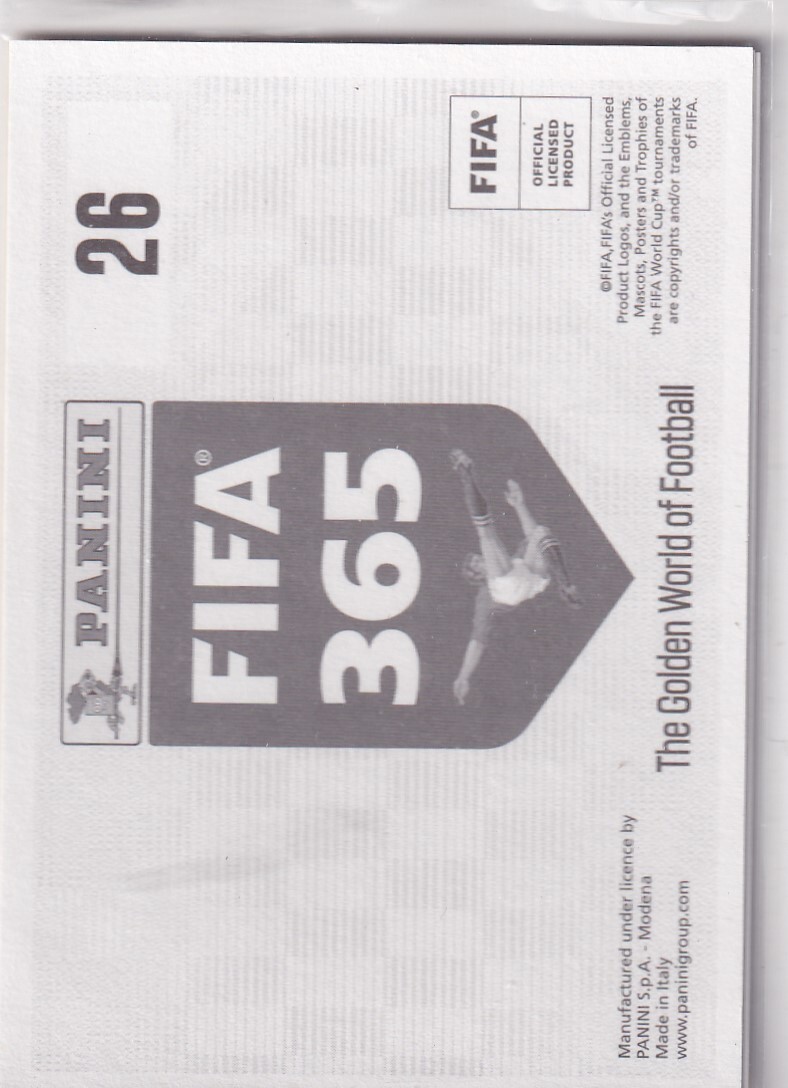 26
PANINI
FIFA®
365
The Golden World of Football
FIFA®
OFFICIAL
LICENSED
PRODUCT
©FIFA,FIFA's Official Licensed
Product Logos, and the Emblems,
Mascots, Posters and Trophies of
the FIFA World Cup™ tournaments
are copyrights and/or trademarks
of FIFA.
Manufactured under licence by
PANINI S.p.A. - Modena
Made in Italy
www.paninigroup.com